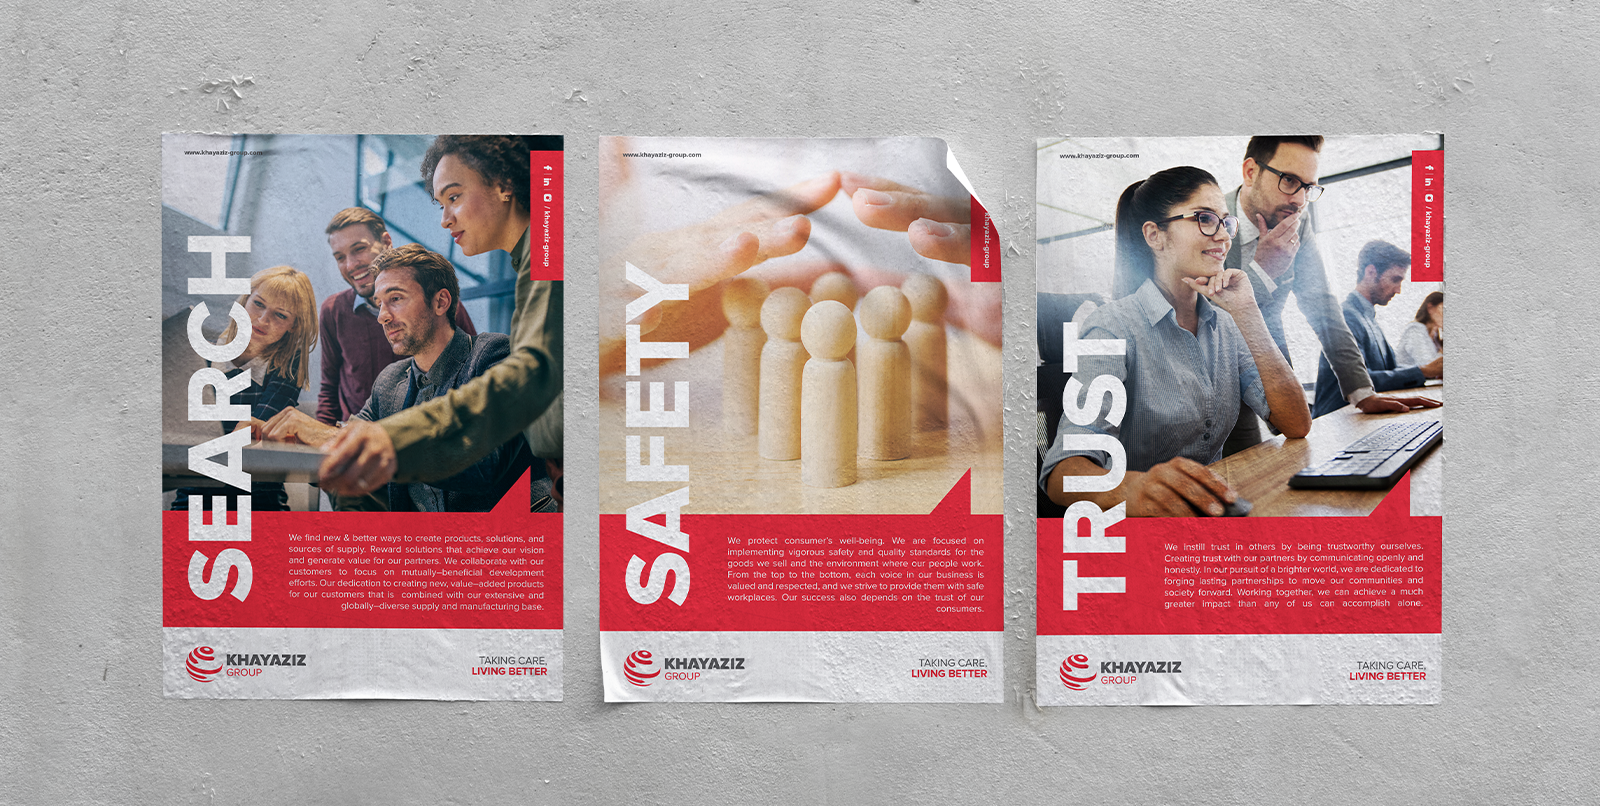 www.khayaziz-group.com
/ khayaziz-group
SEARCH
We find new & better ways to create products, solutions, and
sources of supply. Reward solutions that achieve our vision
and generate value for our partners. We collaborate with our
customers to focus on mutually–beneficial development
efforts. Our dedication to creating new, value–added products
for our customers that is combined with our extensive and
globally–diverse supply and manufacturing base.
KHAYAZIZ
GROUP
TAKING CARE,
LIVING BETTER
www.khayaziz-group.com
khayaziz-group
SAFETY
We protect consumer's well-being. We are focused on
implementing vigorous safety and quality standards for the
goods we sell and the environment where our people work.
From the top to the bottom, each voice in our business is
valued and respected, and we strive to provide them with safe
workplaces. Our success also depends on the trust of our
consumers.
KHAYAZIZ
GROUP
TAKING CARE,
LIVING BETTER
www.khayaziz-group.com
/ khayaziz-group
TRUST
We instill trust in others by being trustworthy ourselves.
Creating trust with our partners by communicating openly and
honestly. In our pursuit of a brighter world, we are dedicated to
forging lasting partnerships to move our communities and
society forward. Working together, we can achieve a much
greater impact than any of us can accomplish alone.
KHAYAZIZ
GROUP
TAKING CARE,
LIVING BETTER